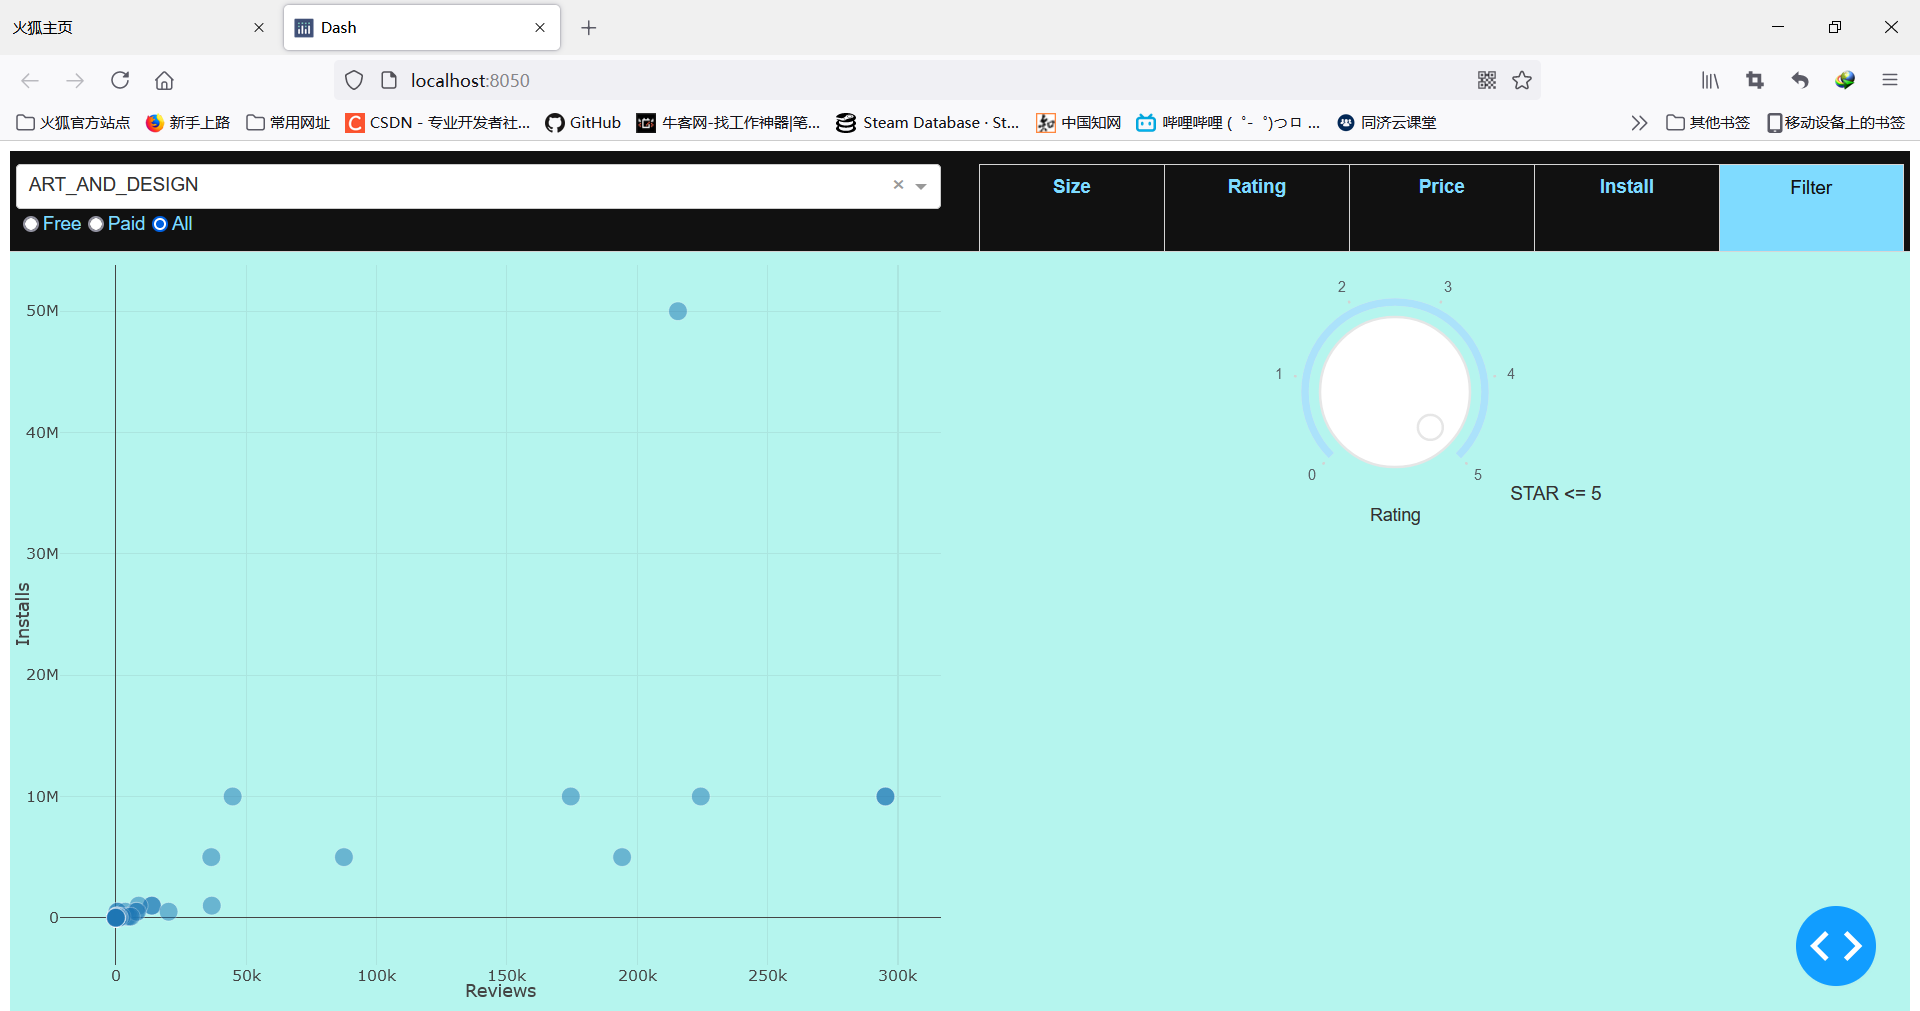 火狐主页
Dash
localhost:8050
火狐官方站点
新手上路
常用网址
CSDN - 专业开发者社...
GitHub
牛客网-找工作神器|笔...
Steam Database · St...
中国知网
哔哩哔哩 ( ゜- ゜)つロ ...
同济云课堂
其他书签
移动设备上的书签
ART_AND_DESIGN
Free Paid All
Size
Rating
Price
Install
Filter
50M
40M
30M
20M
10M
0
Installs
0
50k
100k
150k
200k
250k
300k
Reviews
0
1
2
3
4
5
STAR <= 5
Rating